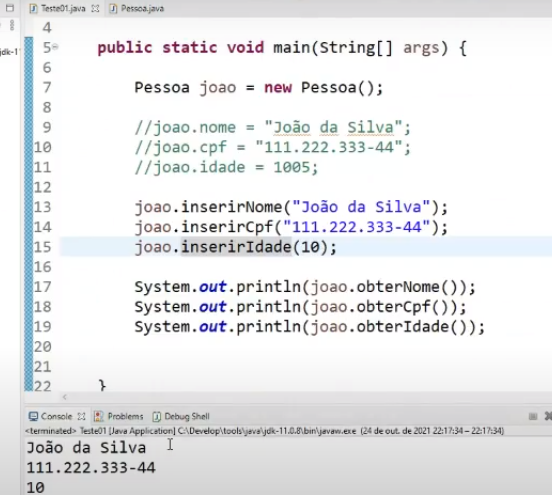 Teste01.java Pessoa.java
4
5 public static void main(String[] args) {
6
7 Pessoa joao = new Pessoa();
8
9 //joao.nome = "João da Silva";
10 //joao.cpf = "111.222.333-44";
11 //joao.idade = 1005;
12
13 joao.inserirNome("João da Silva");
14 joao.inserirCpf("111.222.333-44");
15 joao.inserirIdade(10);
16
17 System.out.println(joao.obterNome());
18 System.out.println(joao.obterCpf());
19 System.out.println(joao.obterIdade());
20
21
22 }
Console Problems Debug Shell
<terminated> Teste01 [Java Application] C:\Develop\tools\java\jdk-11.0.8\bin\javaw.exe (24 de out. de 2021 22:17:34 – 22:17:34)
João da Silva
111.222.333-44
10